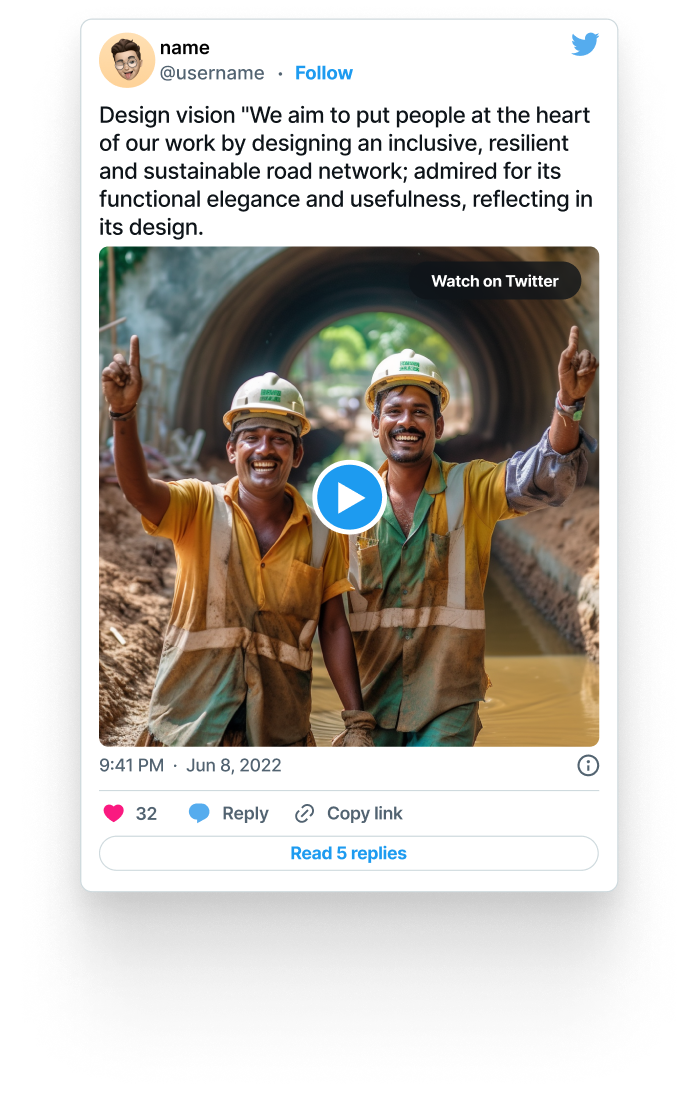 name
@username · Follow
Design vision "We aim to put people at the heart
of our work by designing an inclusive, resilient
and sustainable road network; admired for its
functional elegance and usefulness, reflecting in
its design.
Watch on Twitter
9:41 PM · Jun 8, 2022
32 Reply Copy link
Read 5 replies